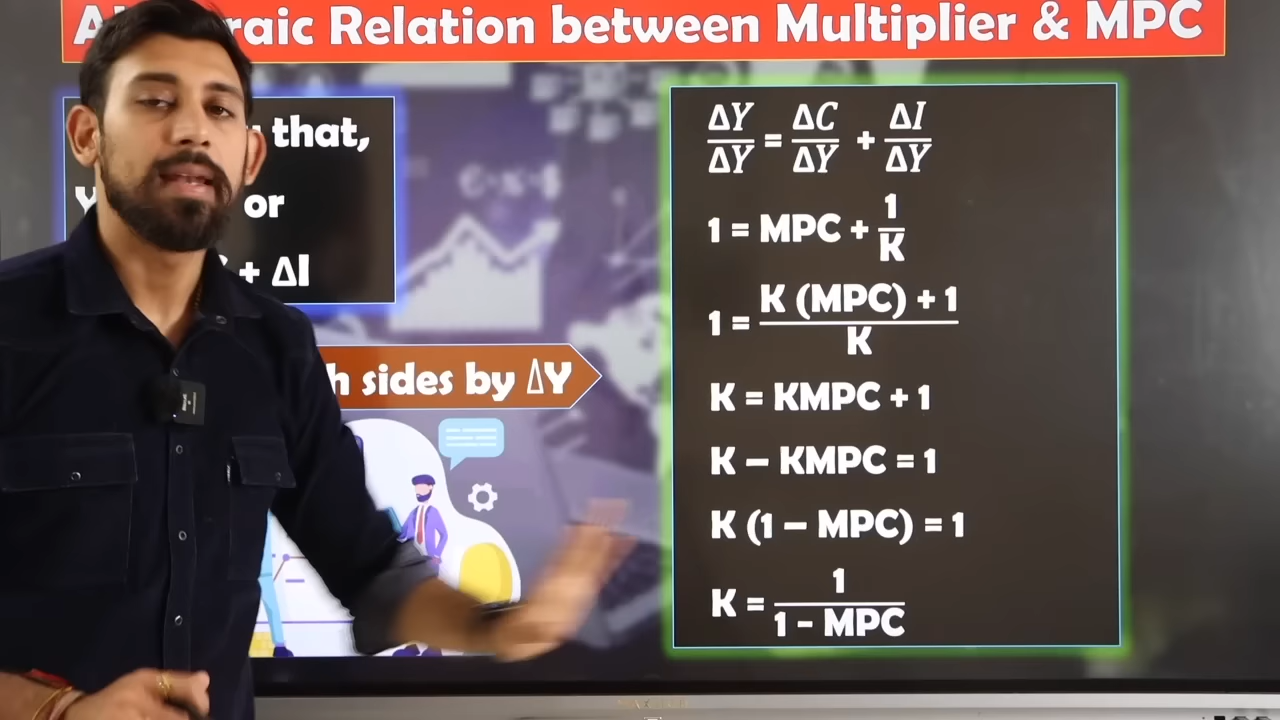 raic Relation between Multiplier & MPC
that,
or
+ ΔI
h sides by ΔY
ΔY/ΔY = ΔC/ΔY + ΔI/ΔY
1 = MPC + 1/K
1 = K (MPC) + 1/K
K = KMPC + 1
K – KMPC = 1
K (1 – MPC) = 1
K = 1/1 – MPC